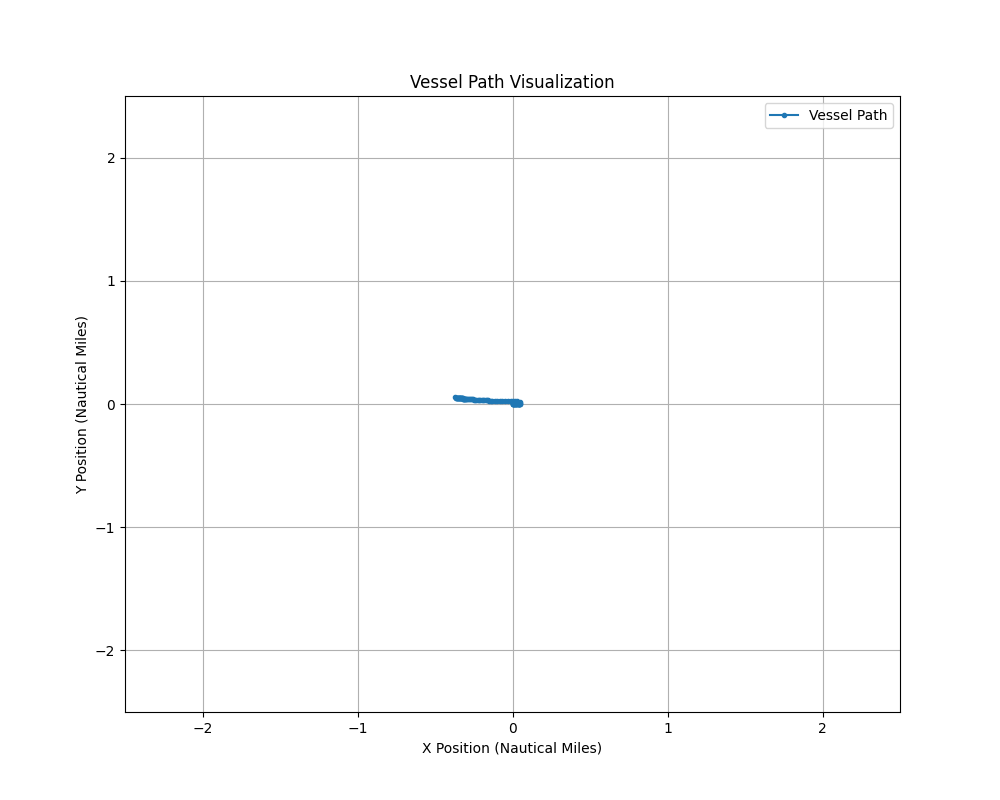 Vessel Path Visualization
Vessel Path
2
1
0
−1
−2
Y Position (Nautical Miles)
−2 −1 0 1 2
X Position (Nautical Miles)